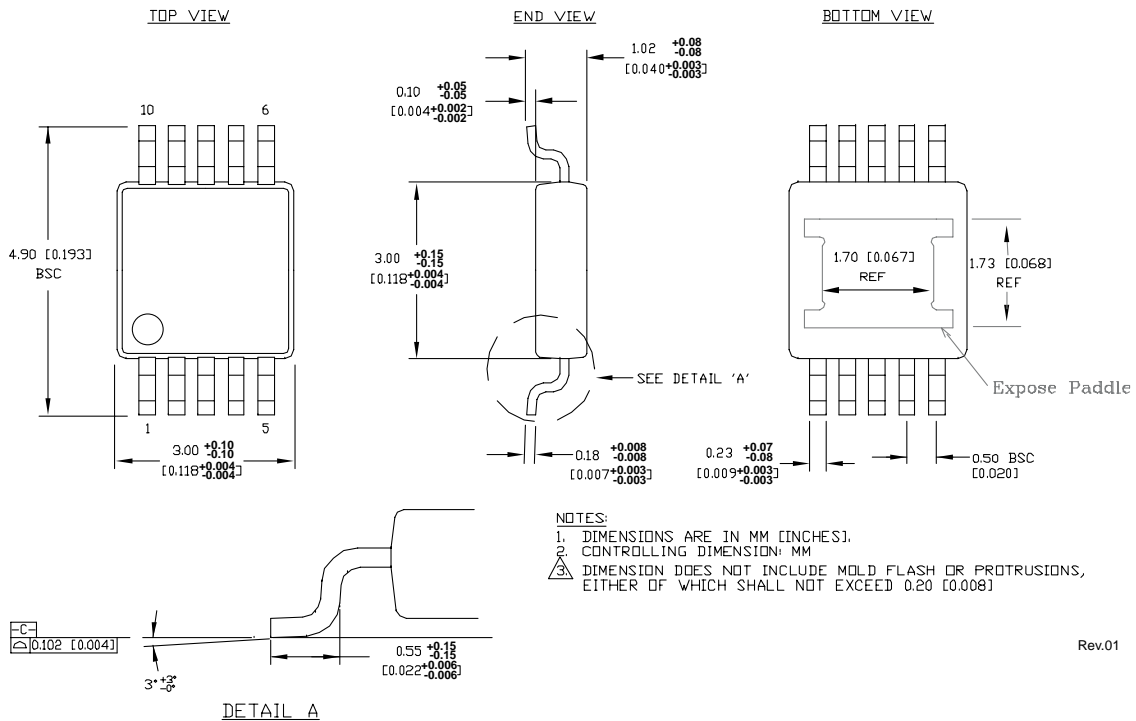 TOP VIEW
END VIEW
BOTTOM VIEW
1.02 +0.08 -0.08
[0.040+0.003 -0.003]
0.10 +0.05 -0.05
[0.004+0.002 -0.002]
10
6
4.90 [0.193]
BSC
3.00 +0.15 -0.15
[0.118+0.004 -0.004]
1.70 [0.067]
REF
1.73 [0.068]
REF
SEE DETAIL 'A'
Expose Paddle
1
5
3.00 +0.10 -0.10
[0.118+0.004 -0.004]
0.18 +0.008 -0.008
[0.007+0.003 -0.003]
0.23 +0.07 -0.08
[0.009+0.003 -0.003]
0.50 BSC
[0.020]
NOTES:
1. DIMENSIONS ARE IN MM [INCHES].
2. CONTROLLING DIMENSION: MM
3. DIMENSION DOES NOT INCLUDE MOLD FLASH OR PROTRUSIONS,
EITHER OF WHICH SHALL NOT EXCEED 0.20 [0.008]
-C-
⌓ 0.102 [0.004]
0.55 +0.15 -0.15
[0.022+0.006 -0.006]
3° +3° -0°
Rev.01
DETAIL A